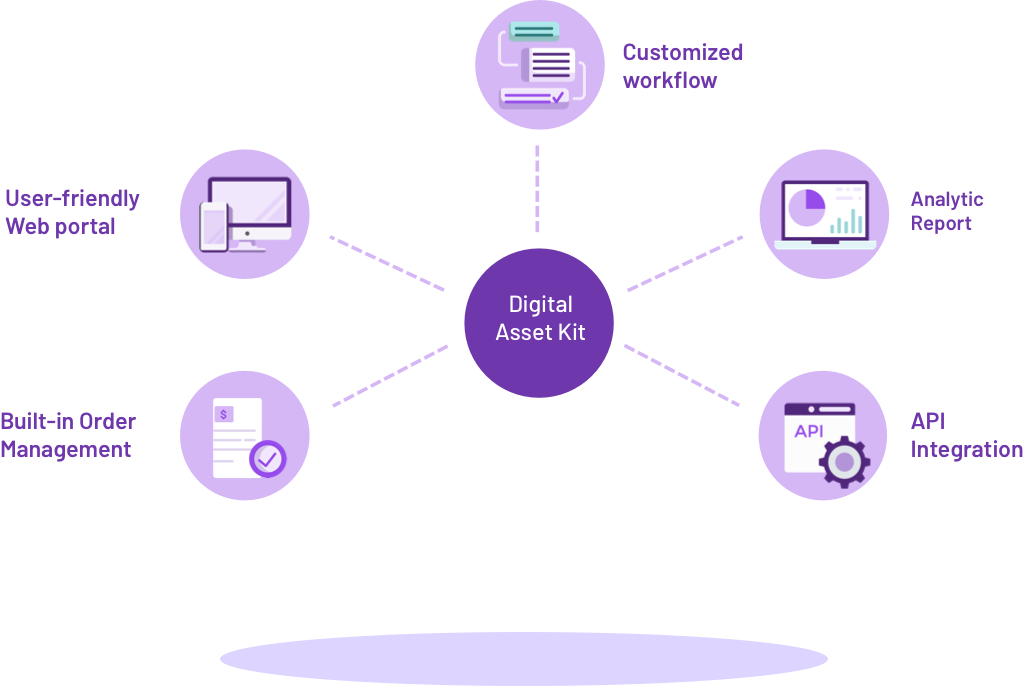 Customized
workflow
User-friendly
Web portal
Analytic
Report
Digital
Asset Kit
Built-in Order
Management
$
API
API
Integration